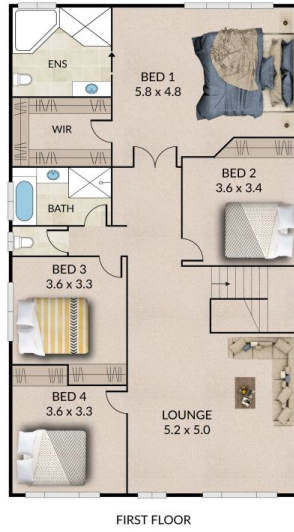 ENS
BED 1
5.8 x 4.8
WIR
BED 2
3.6 x 3.4
BATH
BED 3
3.6 x 3.3
BED 4
3.6 x 3.3
LOUNGE
5.2 x 5.0
FIRST FLOOR